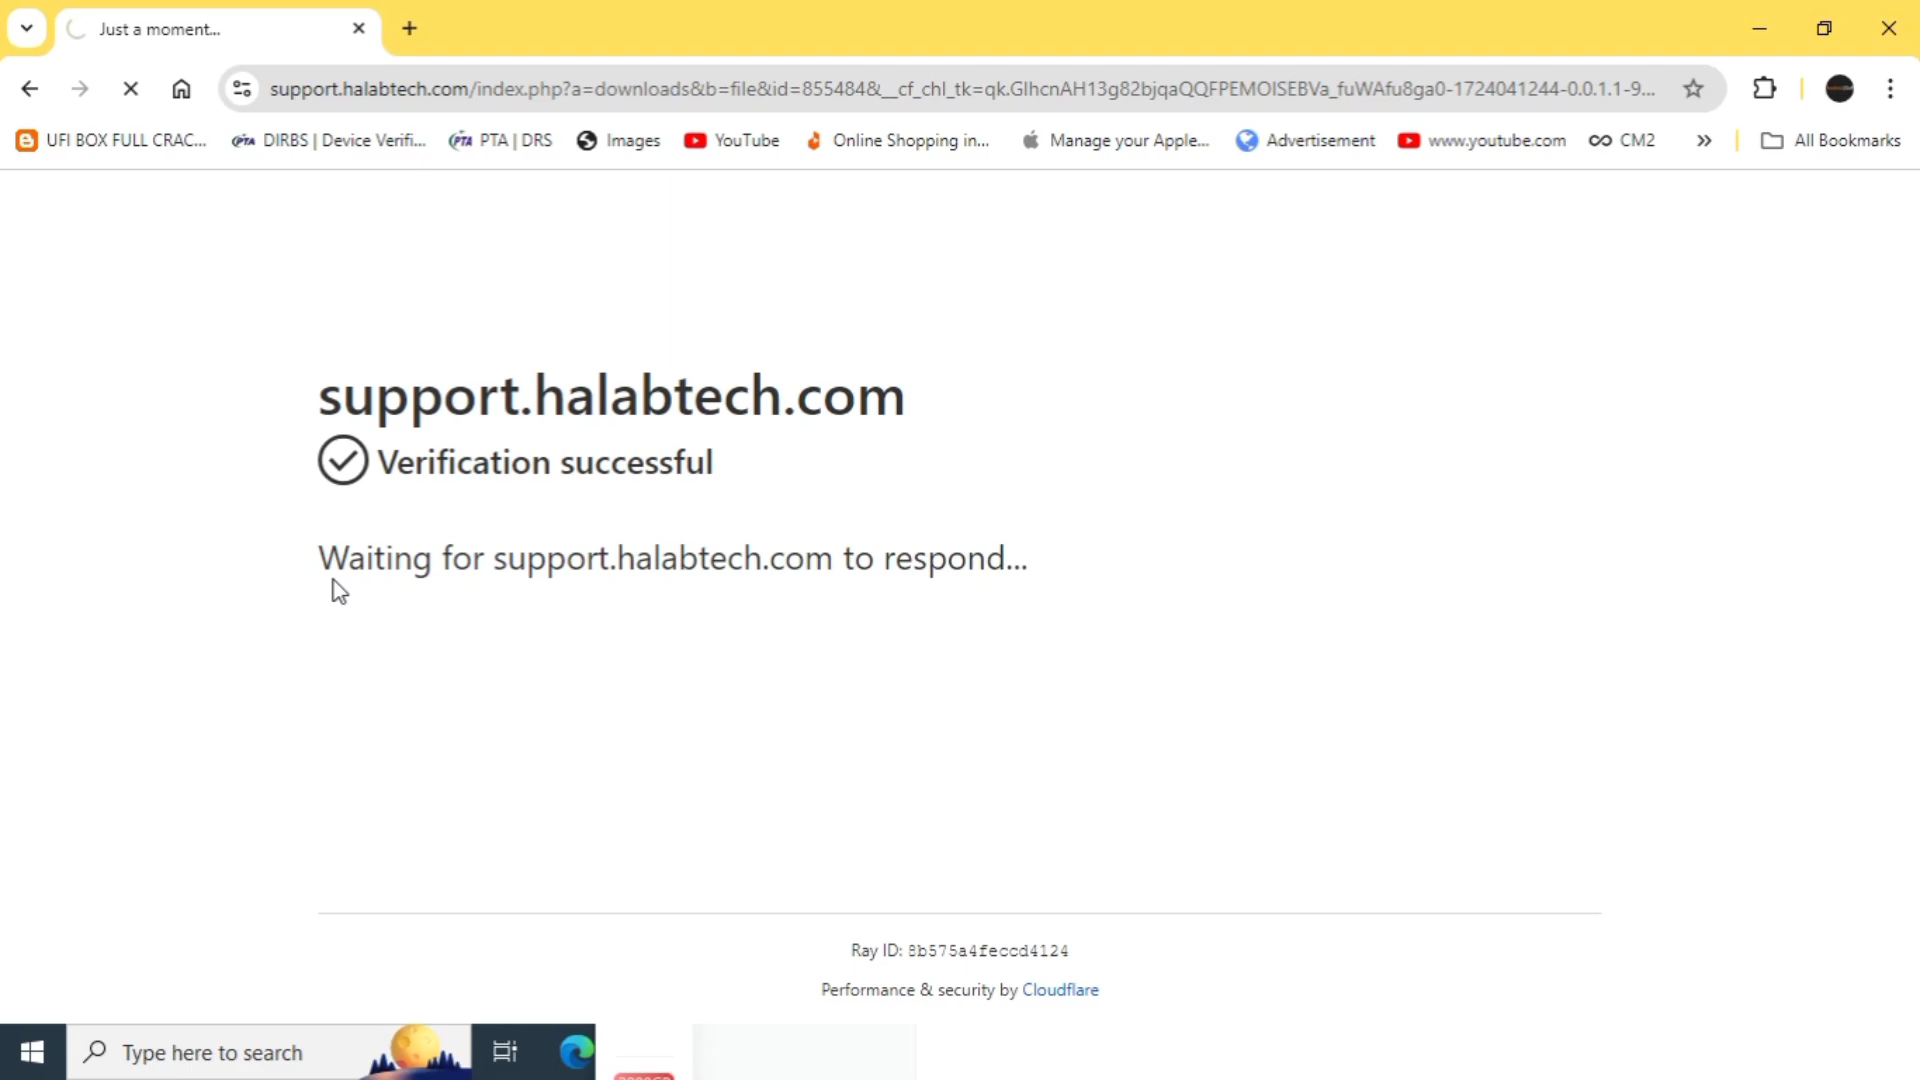 Just a moment...
support.halabtech.com/index.php?a=downloads&b=file&id=855484&__cf_chl_tk=qk.GlhcnAH13g82bjqaQQFPEMOISEBVa_fuWAfu8ga0-1724041244-0.0.1.1-9...
UFI BOX FULL CRAC...
DIRBS | Device Verifi...
PTA | DRS
Images
YouTube
Online Shopping in...
Manage your Apple...
Advertisement
www.youtube.com
CM2
All Bookmarks
support.halabtech.com
Verification successful
Waiting for support.halabtech.com to respond...
Ray ID: 8b575a4feccd4124
Performance & security by Cloudflare
Type here to search